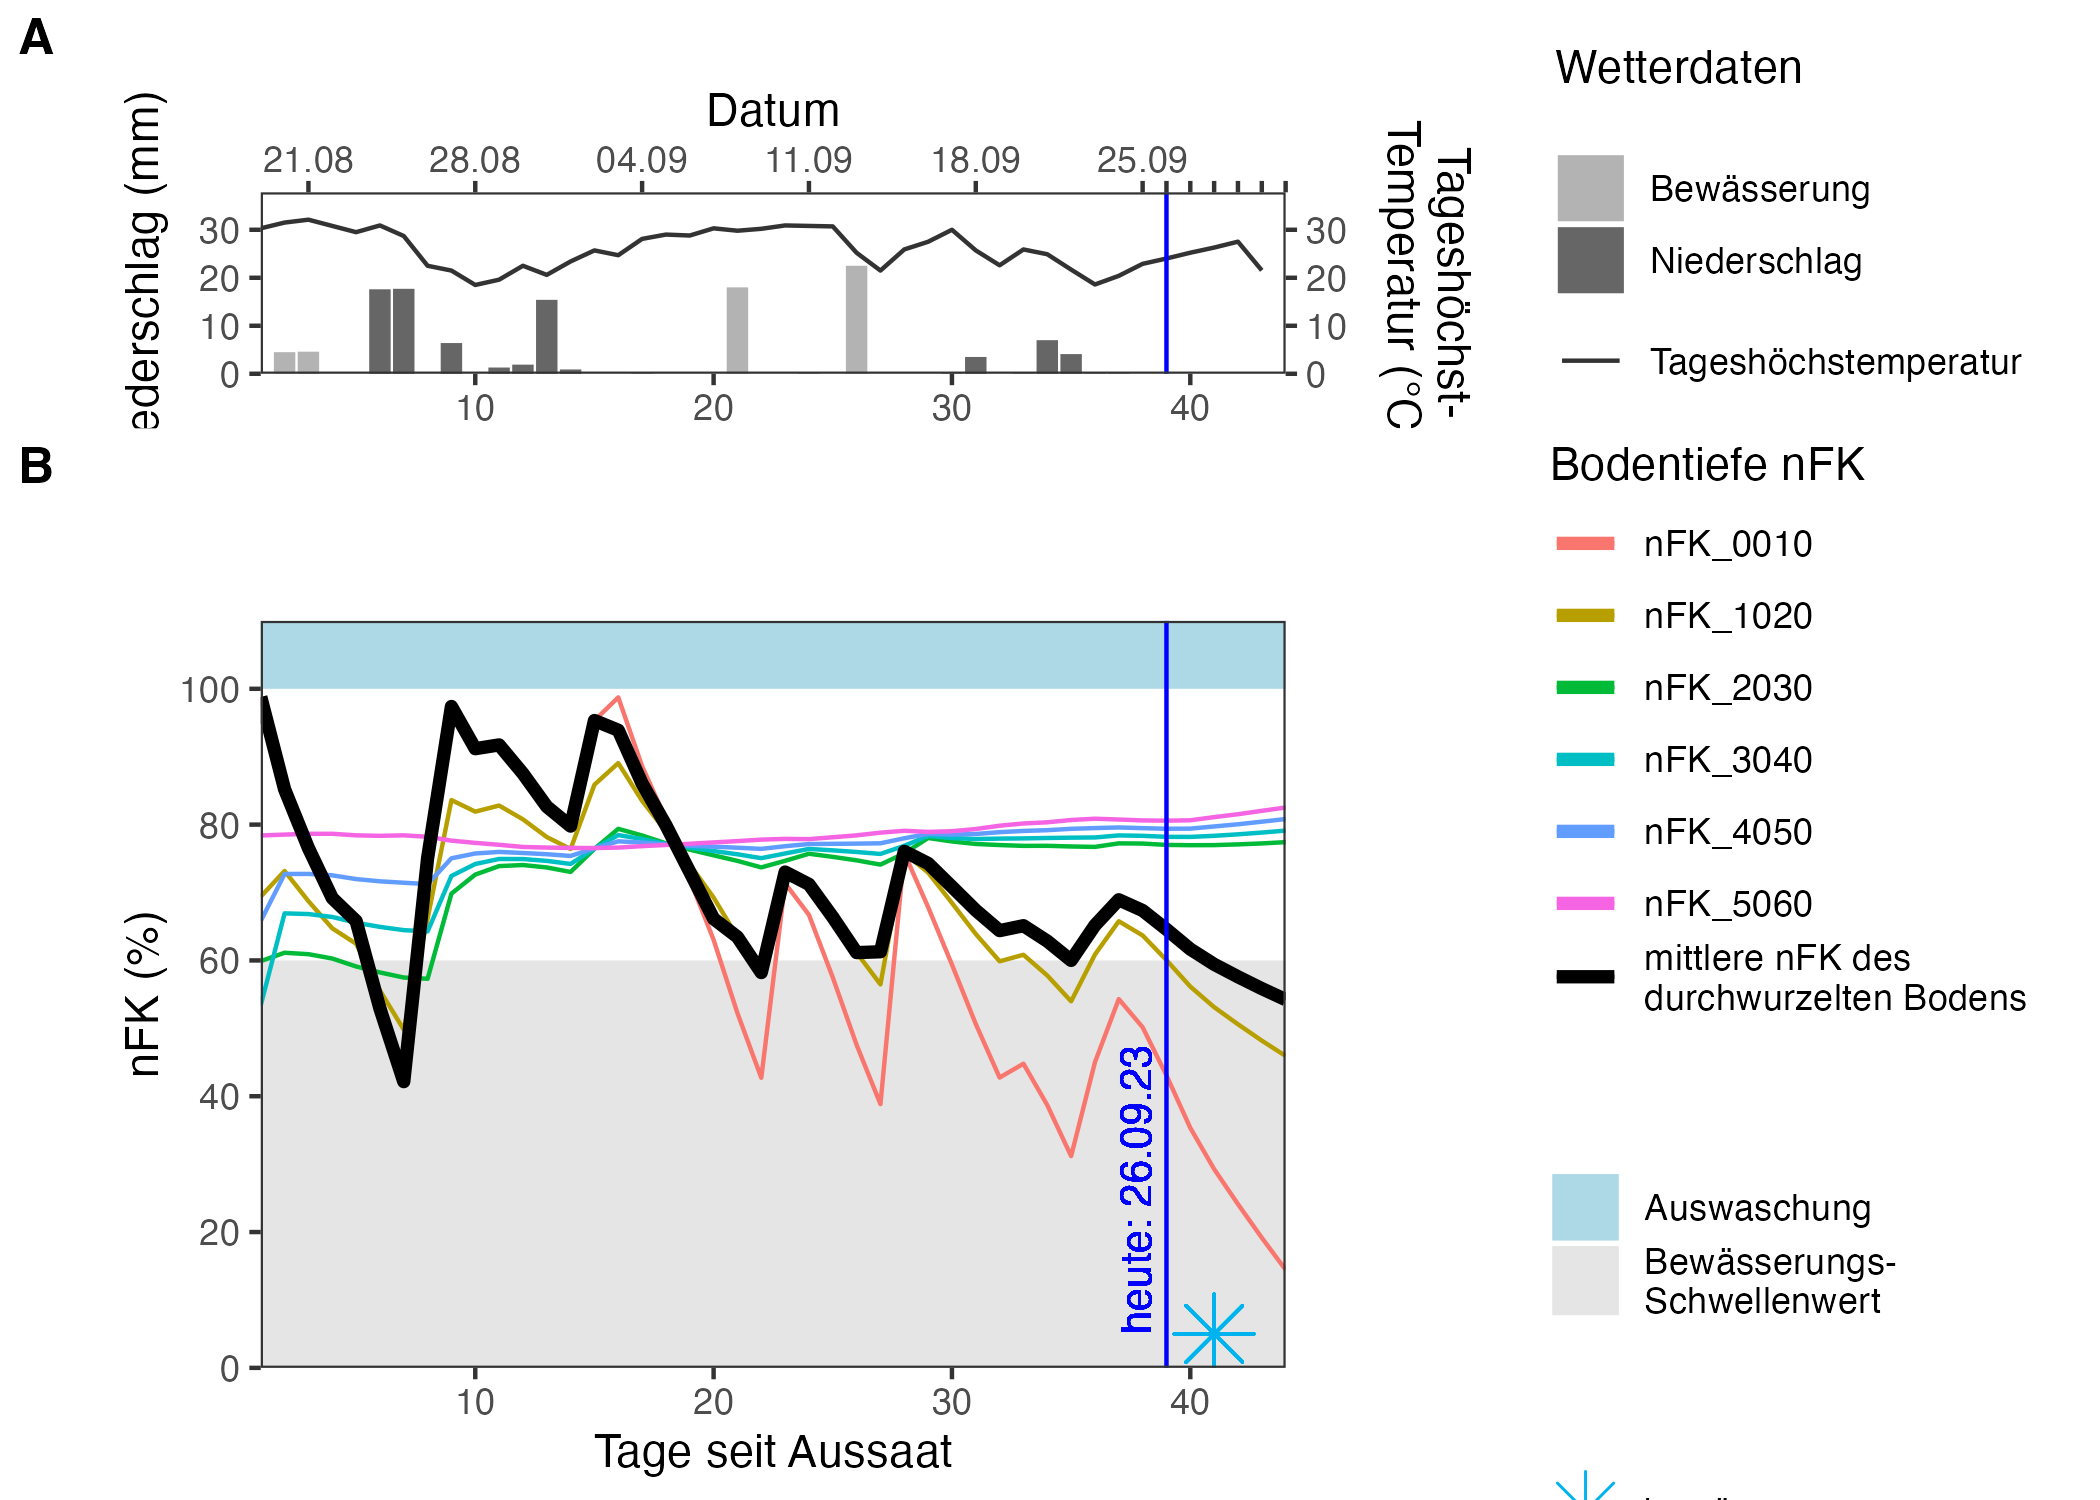 A
Datum
21.08 28.08 04.09 11.09 18.09 25.09
ederschlag (mm)
30 20 10 0
10 20 30 40
30 20 10 0
Tageshöchst-
Temperatur (°C
Wetterdaten
Bewässerung
Niederschlag
Tageshöchstemperatur
B
nFK (%)
100
80
60
40
20
0
heute: 26.09.23
10 20 30 40
Tage seit Aussaat
Bodentiefe nFK
nFK_0010
nFK_1020
nFK_2030
nFK_3040
nFK_4050
nFK_5060
mittlere nFK des
durchwurzelten Bodens
Auswaschung
Bewässerungs-
Schwellenwert